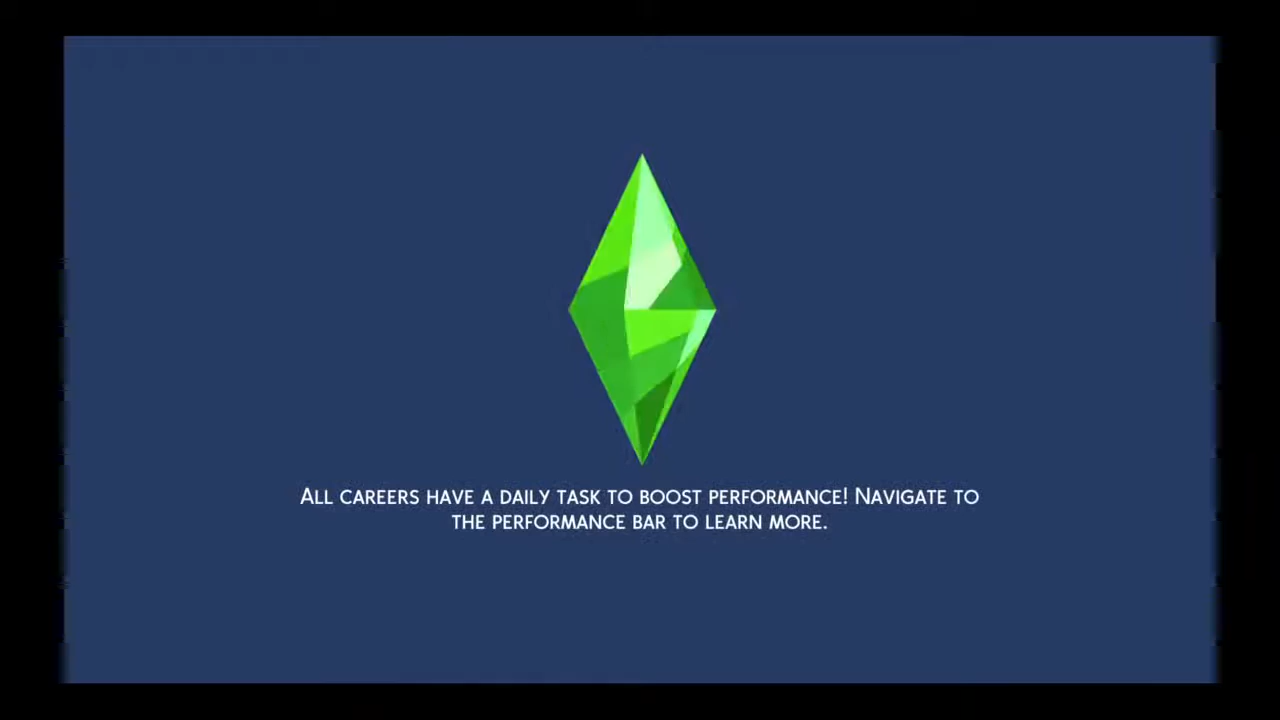 ALL CAREERS HAVE A DAILY TASK TO BOOST PERFORMANCE! NAVIGATE TO
THE PERFORMANCE BAR TO LEARN MORE.